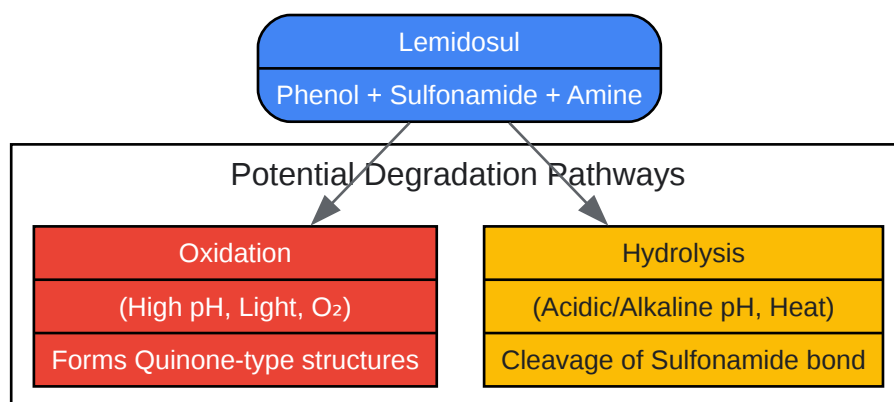 Lemidosul
Phenol + Sulfonamide + Amine
Potential Degradation Pathways
Oxidation
(High pH, Light, O₂)
Forms Quinone-type structures
Hydrolysis
(Acidic/Alkaline pH, Heat)
Cleavage of Sulfonamide bond